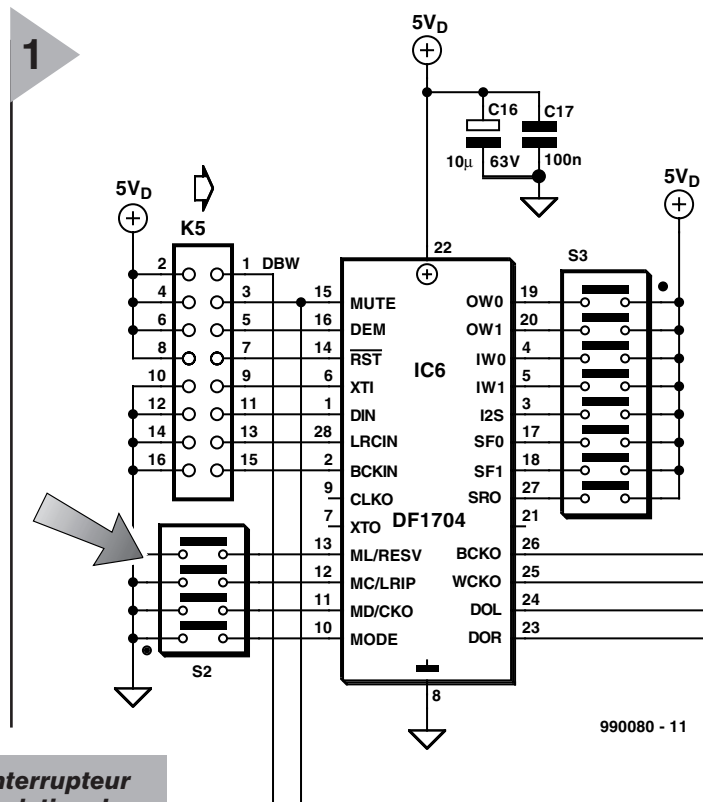 1
5VD
C16
C17
10µ
63V
100n
5VD
K5
5VD
22
S3
2
1
DBW
4
3
15
MUTE
OW0
19
6
5
16
DEM
OW1
20
8
7
14
RST
IW0
4
IC6
10
9
6
XTI
IW1
5
12
11
1
DIN
I2S
3
14
13
28
LRCIN
SF0
17
16
15
2
BCKIN
SF1
18
9
CLKO
SRO
27
7
XTO
DF1704
21
13
ML/RESV
BCKO
26
12
MC/LRIP
WCKO
25
11
MD/CKO
DOL
24
10
MODE
DOR
23
S2
8
990080 - 11
nterrupteur